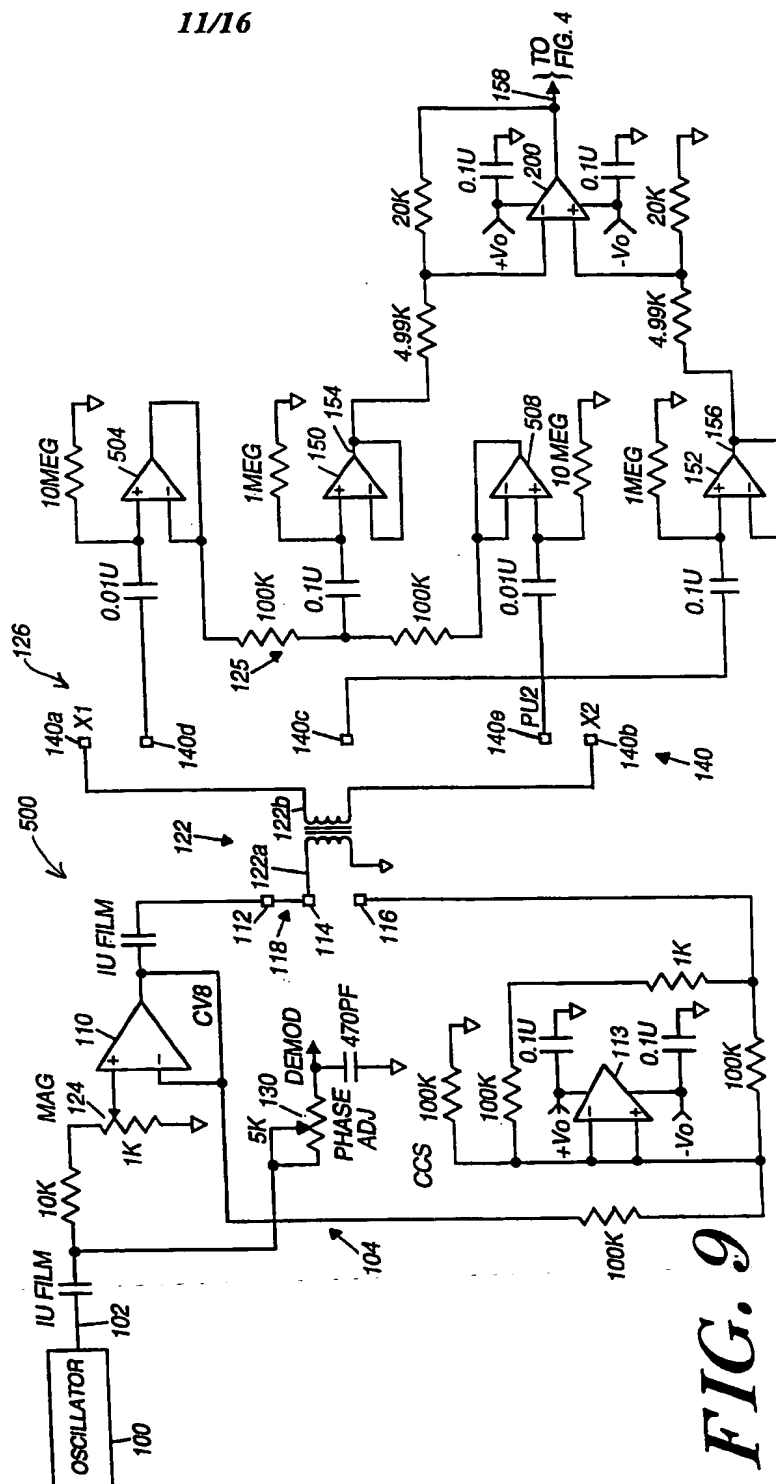 11/16
OSCILLATOR
100
102
1U FILM
10K
MAG
124
1K
110
1U FILM
CV8
112
118
114
116
104
5K
130
DEMOD
PHASE
ADJ
470PF
CCS
100K
100K
100K
+Vo
-Vo
0.1U
0.1U
113
1K
100K
500
122
122a
122b
126
140a
X1
140d
140c
140e
PU2
X2
140b
140
0.01U
10MEG
504
100K
125
100K
0.1U
1MEG
150
154
508
0.01U
10 MEG
0.1U
1MEG
152
156
4.99K
4.99K
20K
20K
+Vo
-Vo
0.1U
0.1U
200
158
TO
FIG. 4
FIG. 9